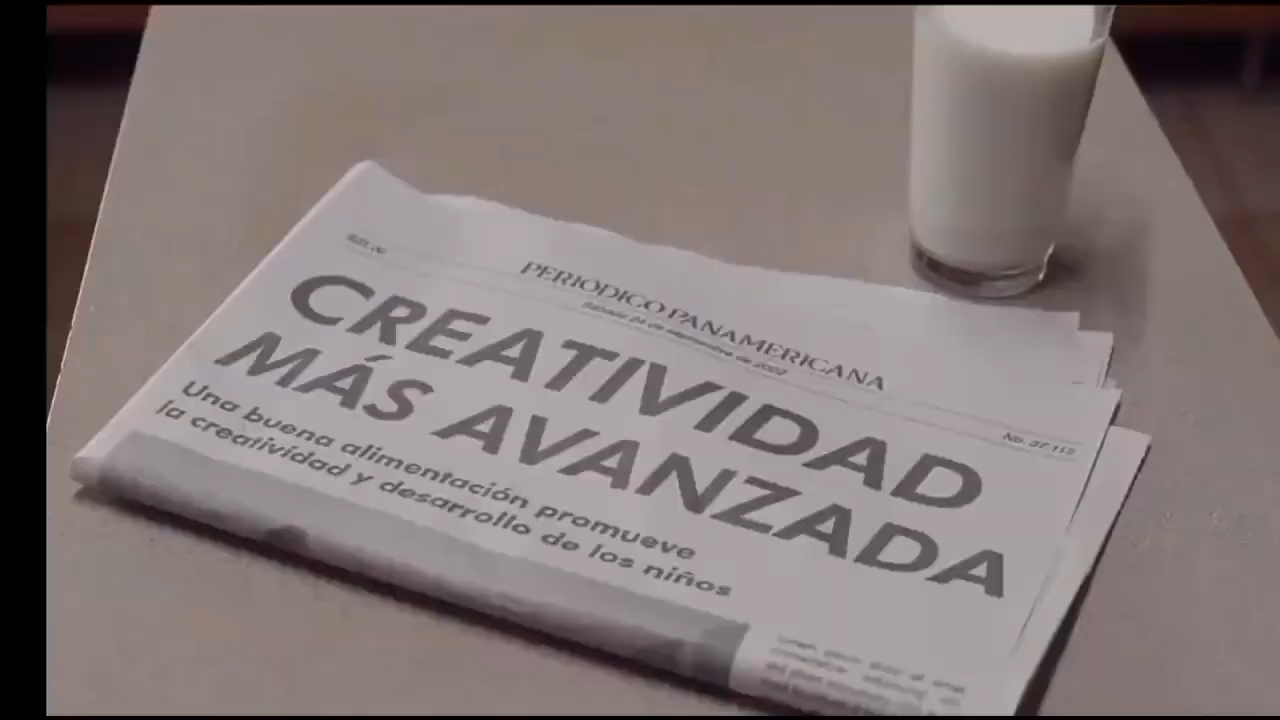 PERIODICO PANAMERICANA
CREATIVIDAD
MÁS AVANZADA
Una buena alimentación promueve
la creatividad y desarrollo de los niños